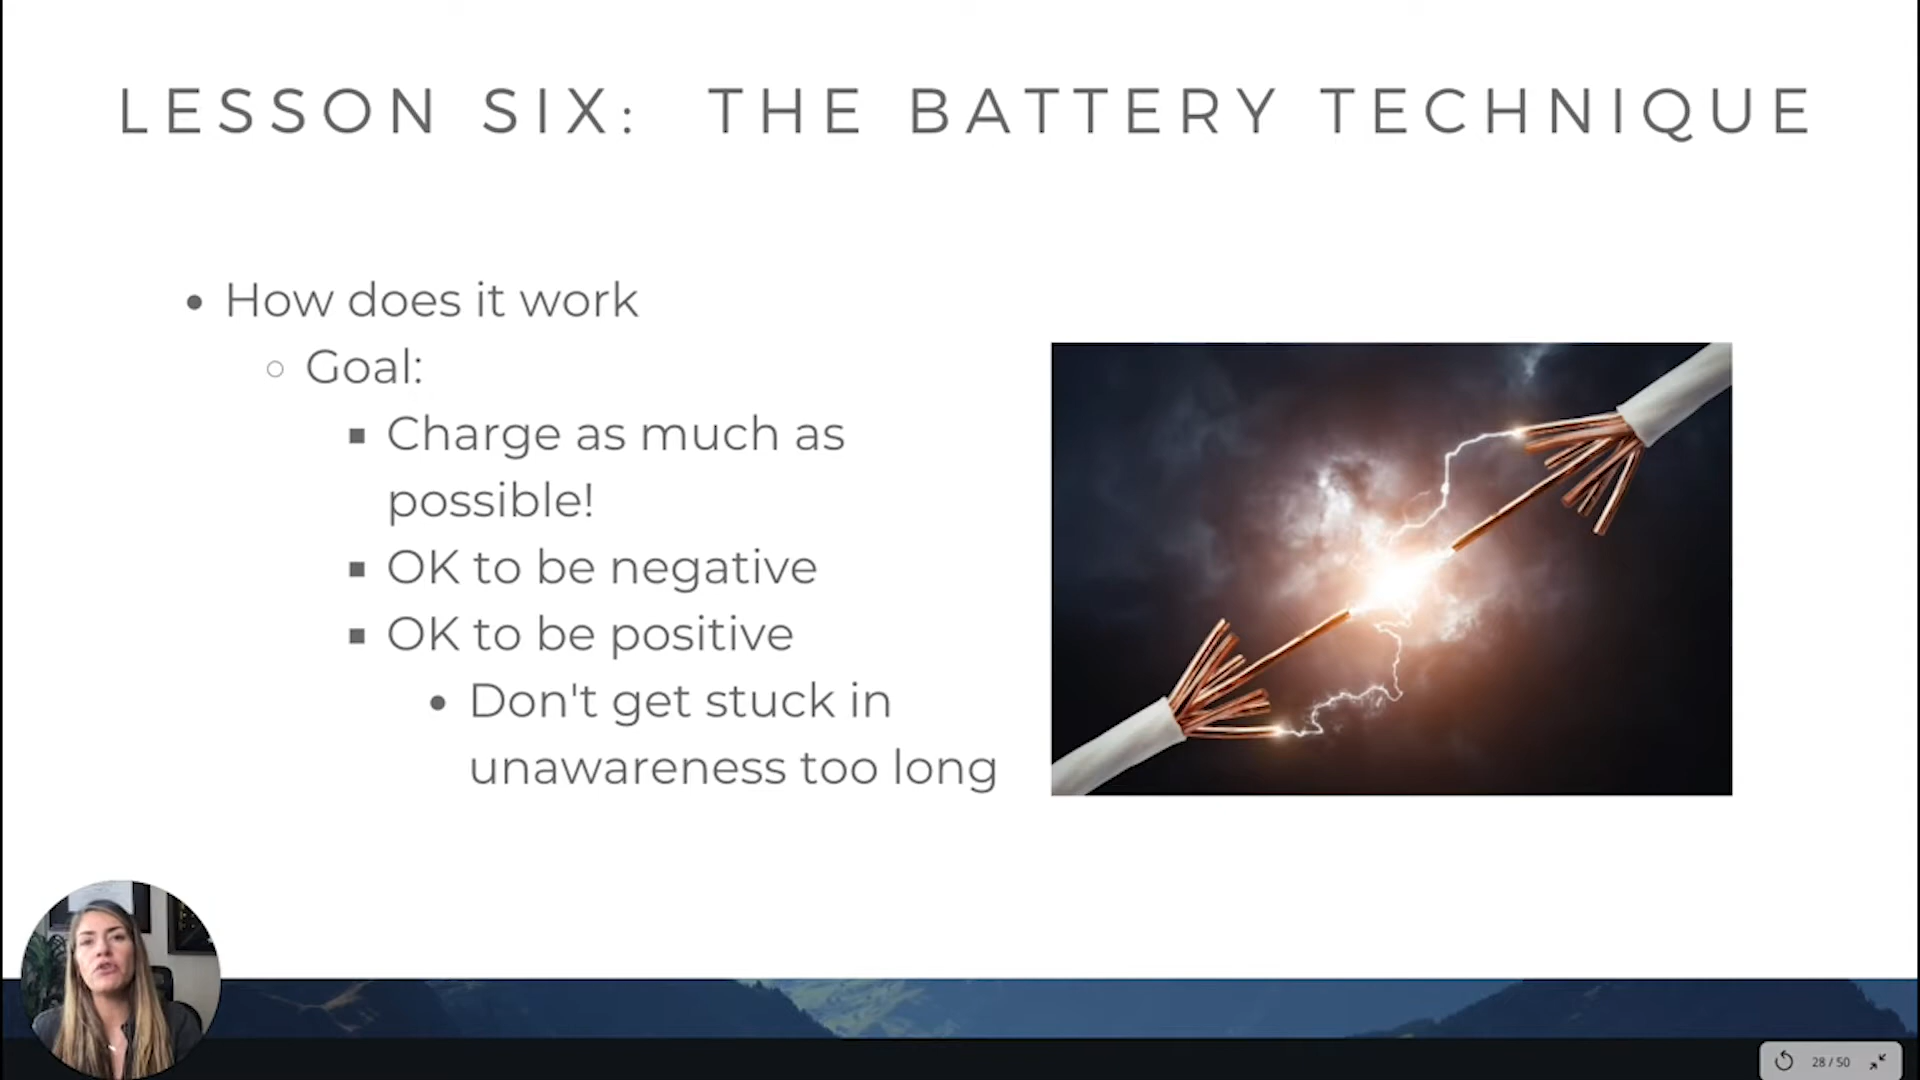 LESSON SIX: THE BATTERY TECHNIQUE
How does it work
Goal:
Charge as much as
possible!
OK to be negative
OK to be positive
Don't get stuck in
unawareness too long
28 / 50